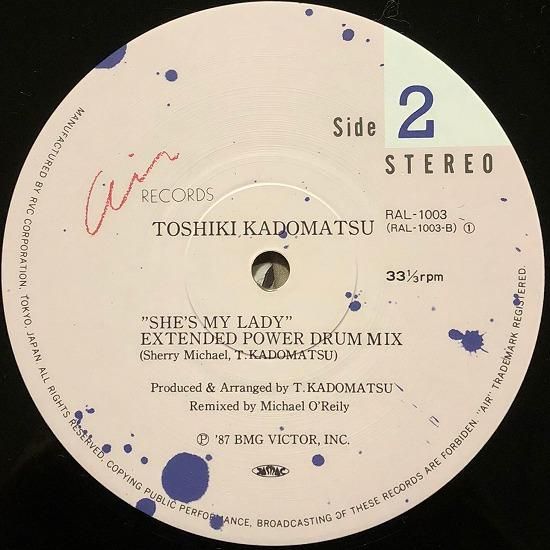 Side 2
STEREO
air RECORDS
TOSHIKI KADOMATSU
RAL-1003
(RAL-1003-B) ①
33⅓rpm
"SHE'S MY LADY"
EXTENDED POWER DRUM MIX
(Sherry Michael, T. KADOMATSU)
Produced & Arranged by T. KADOMATSU
Remixed by Michael O'Reily
Ⓟ '87 BMG VICTOR, INC.
JASRAC
MANUFACTURED BY RVC CORPORATION, TOKYO, JAPAN. ALL RIGHTS RESERVED, COPYING PUBLIC PERFORMANCE, BROADCASTING OF THESE RECORDS ARE FORBIDDEN. "AIR" TRADEMARK REGISTERED.